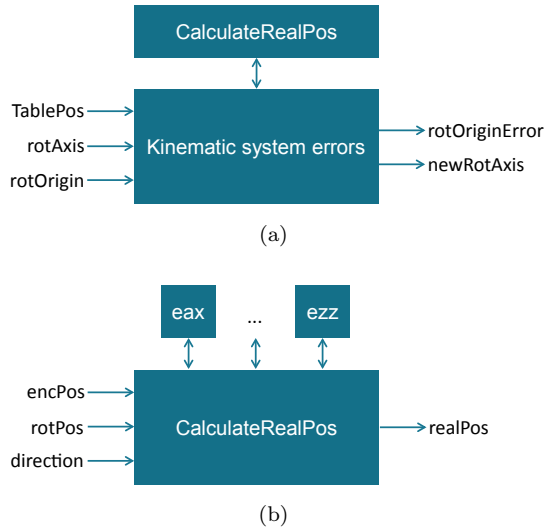 CalculateRealPos
TablePos
rotAxis
rotOrigin
Kinematic system errors
rotOriginError
newRotAxis
(a)
eax
...
ezz
encPos
rotPos
direction
CalculateRealPos
realPos
(b)